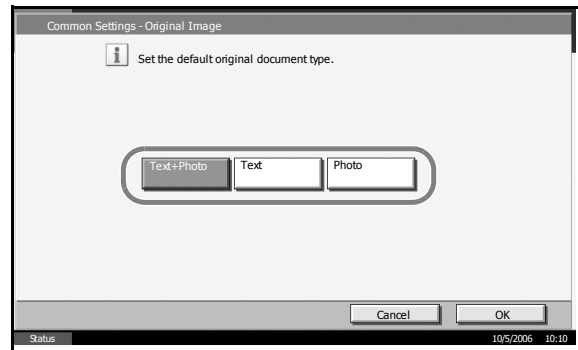 Common Settings - Original Image
Set the default original document type.
Text+Photo Text Photo
Cancel OK
Status 10/5/2006 10:10